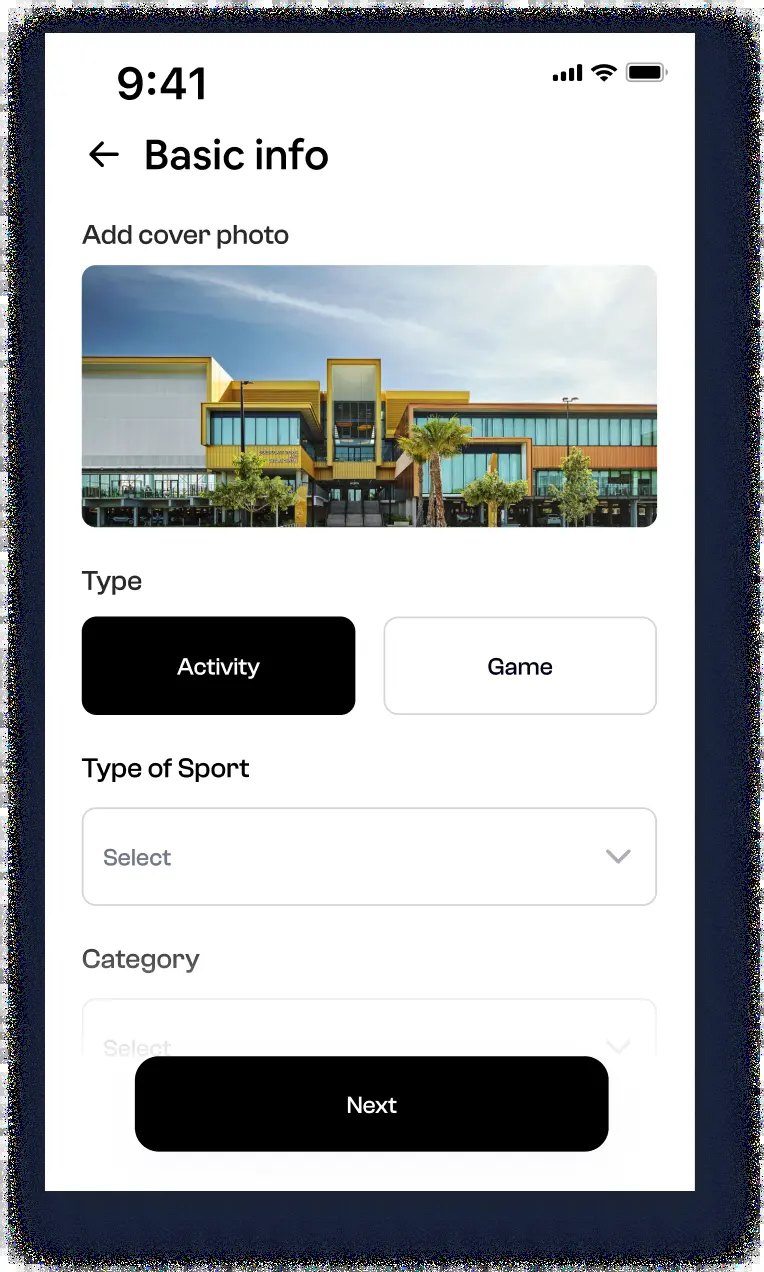 9:41
Basic info
Add cover photo
Type
Activity
Game
Type of Sport
Select
Category
Select
Next